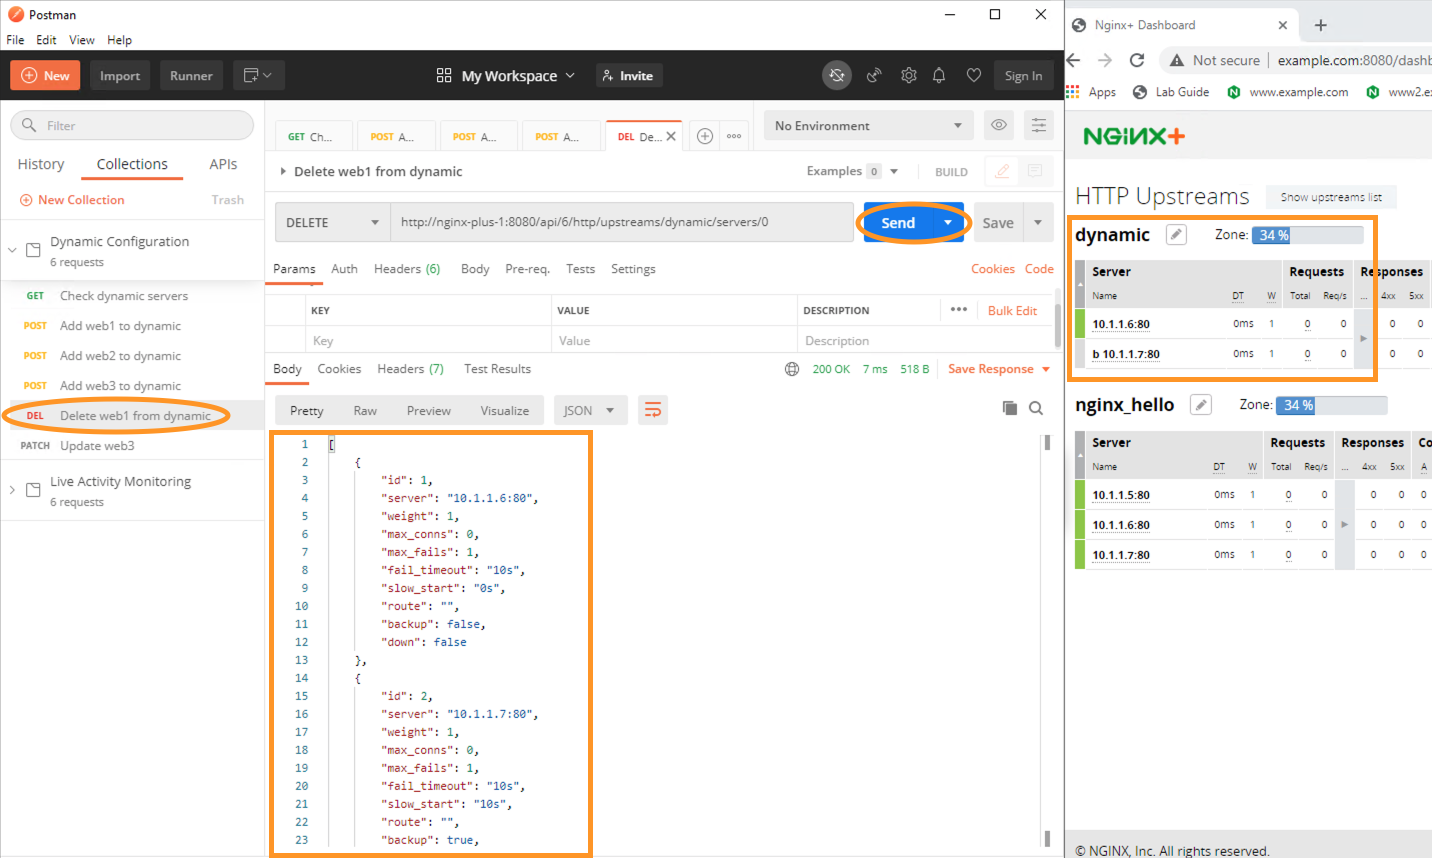 Postman
File Edit View Help
New Import Runner My Workspace Invite Sign In
Filter
History Collections APIs
New Collection Trash
Dynamic Configuration
6 requests
GET Check dynamic servers
POST Add web1 to dynamic
POST Add web2 to dynamic
POST Add web3 to dynamic
DEL Delete web1 from dynamic
PATCH Update web3
Live Activity Monitoring
6 requests
GET Ch... POST A... POST A... POST A... DEL De... No Environment
Delete web1 from dynamic Examples 0 BUILD
DELETE http://nginx-plus-1:8080/api/6/http/upstreams/dynamic/servers/0 Send Save
Params Auth Headers (6) Body Pre-req. Tests Settings Cookies Code
KEY VALUE DESCRIPTION ••• Bulk Edit
Key Value Description
Body Cookies Headers (7) Test Results 200 OK 7 ms 518 B Save Response
Pretty Raw Preview Visualize JSON
1 [
2 {
3 "id": 1,
4 "server": "10.1.1.6:80",
5 "weight": 1,
6 "max_conns": 0,
7 "max_fails": 1,
8 "fail_timeout": "10s",
9 "slow_start": "0s",
10 "route": "",
11 "backup": false,
12 "down": false
13 },
14 {
15 "id": 2,
16 "server": "10.1.1.7:80",
17 "weight": 1,
18 "max_conns": 0,
19 "max_fails": 1,
20 "fail_timeout": "10s",
21 "slow_start": "10s",
22 "route": "",
23 "backup": true,
Nginx+ Dashboard
Not secure example.com:8080/dashb
Apps Lab Guide www.example.com www2.ex
NGINX+
HTTP Upstreams Show upstreams list
dynamic Zone: 34 %
Server Requests Responses
Name DT W Total Req/s ... 4xx 5xx
10.1.1.6:80 0ms 1 0 0 0 0
b 10.1.1.7:80 0ms 1 0 0 0 0
nginx_hello Zone: 34 %
Server Requests Responses Co
Name DT W Total Req/s ... 4xx 5xx A
10.1.1.5:80 0ms 1 0 0 0 0 0
10.1.1.6:80 0ms 1 0 0 0 0 0
10.1.1.7:80 0ms 1 0 0 0 0 0
© NGINX, Inc. All rights reserved.